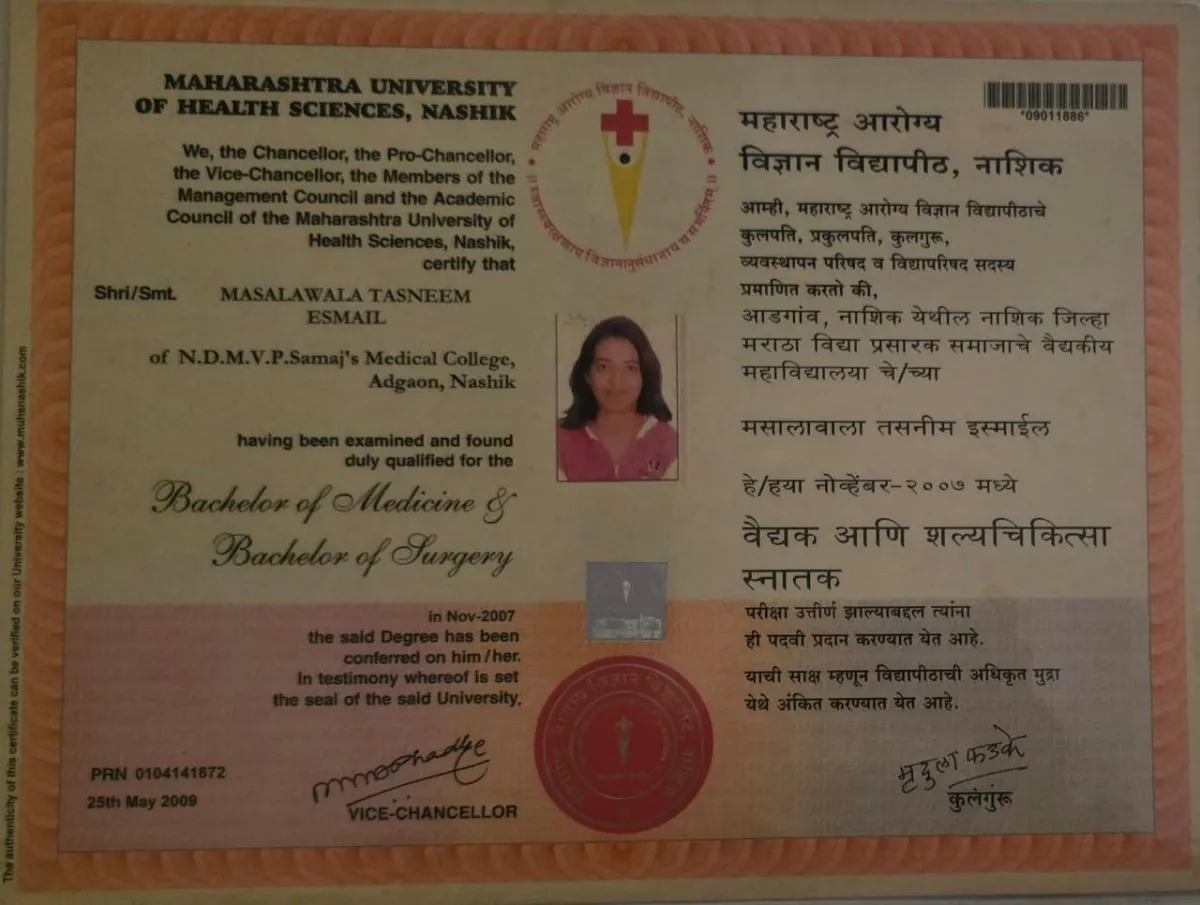 MAHARASHTRA UNIVERSITY
OF HEALTH SCIENCES, NASHIK
We, the Chancellor, the Pro-Chancellor,
the Vice-Chancellor, the Members of the
Management Council and the Academic
Council of the Maharashtra University of
Health Sciences, Nashik,
certify that
Shri/Smt. MASALAWALA TASNEEM
ESMAIL
of N.D.M.V.P.Samaj's Medical College,
Adgaon, Nashik
having been examined and found
duly qualified for the
Bachelor of Medicine &
Bachelor of Surgery
in Nov-2007
the said Degree has been
conferred on him/her.
In testimony whereof is set
the seal of the said University.
PRN 0104141872
25th May 2009
VICE-CHANCELLOR
महाराष्ट्र आरोग्य विज्ञान विद्यापीठ, नाशिक
*09011886*
महाराष्ट्र आरोग्य
विज्ञान विद्यापीठ, नाशिक
आम्ही, महाराष्ट्र आरोग्य विज्ञान विद्यापीठाचे
कुलपति, प्रकुलपति, कुलगुरू,
व्यवस्थापन परिषद व विद्यापरिषद सदस्य
प्रमाणित करतो की,
आडगांव, नाशिक येथील नाशिक जिल्हा
मराठा विद्या प्रसारक समाजाचे वैद्यकीय
महाविद्यालया चे/च्या
मसालावाला तसनीम इस्माईल
हे/हया नोव्हेंबर-२००७ मध्ये
वैद्यक आणि शल्यचिकित्सा
स्नातक
परीक्षा उत्तीर्ण झाल्याबद्दल त्यांना
ही पदवी प्रदान करण्यात येत आहे.
याची साक्ष म्हणून विद्यापीठाची अधिकृत मुद्रा
येथे अंकित करण्यात येत आहे.
मृदुला फडके
कुलगुरू
The authenticity of this certificate can be verified on our University website : www.muhsnashik.com